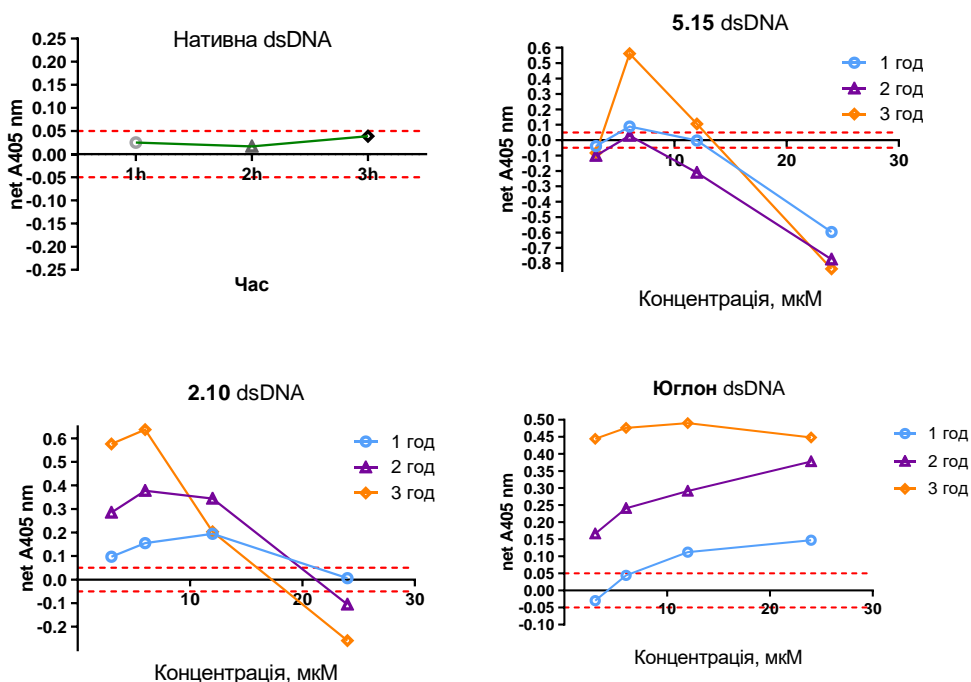 Нативна dsDNA
net A405 nm
0.25
0.20
0.15
0.10
0.05
0.00
-0.05
-0.10
-0.15
-0.20
-0.25
1h 2h 3h
Час
5.15 dsDNA
net A405 nm
0.6
0.5
0.4
0.3
0.2
0.1
0.0
-0.1
-0.2
-0.3
-0.4
-0.5
-0.6
-0.7
-0.8
10 20 30
1 год
2 год
3 год
Концентрація, мкМ
2.10 dsDNA
net A405 nm
0.6
0.5
0.4
0.3
0.2
0.1
0.0
-0.1
-0.2
10 20 30
1 год
2 год
3 год
Концентрація, мкМ
Юглон dsDNA
net A405 nm
0.50
0.45
0.40
0.35
0.30
0.25
0.20
0.15
0.10
0.05
0.00
-0.05
-0.10
10 20 30
1 год
2 год
3 год
Концентрація, мкМ